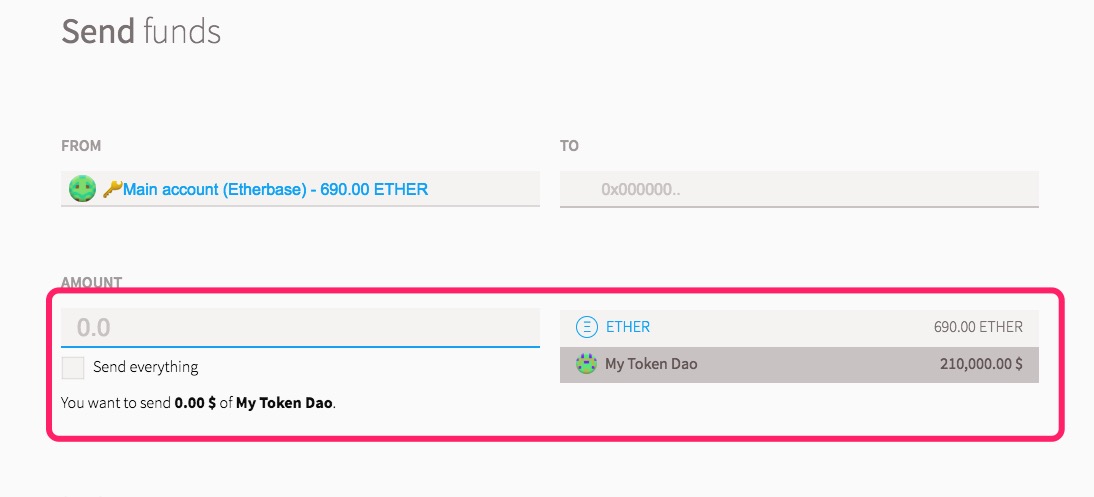 Send funds
FROM
TO
Main account (Etherbase) - 690.00 ETHER
0x000000..
AMOUNT
0.0
Ξ ETHER 690.00 ETHER
Send everything
My Token Dao 210,000.00 $
You want to send 0.00 $ of My Token Dao.